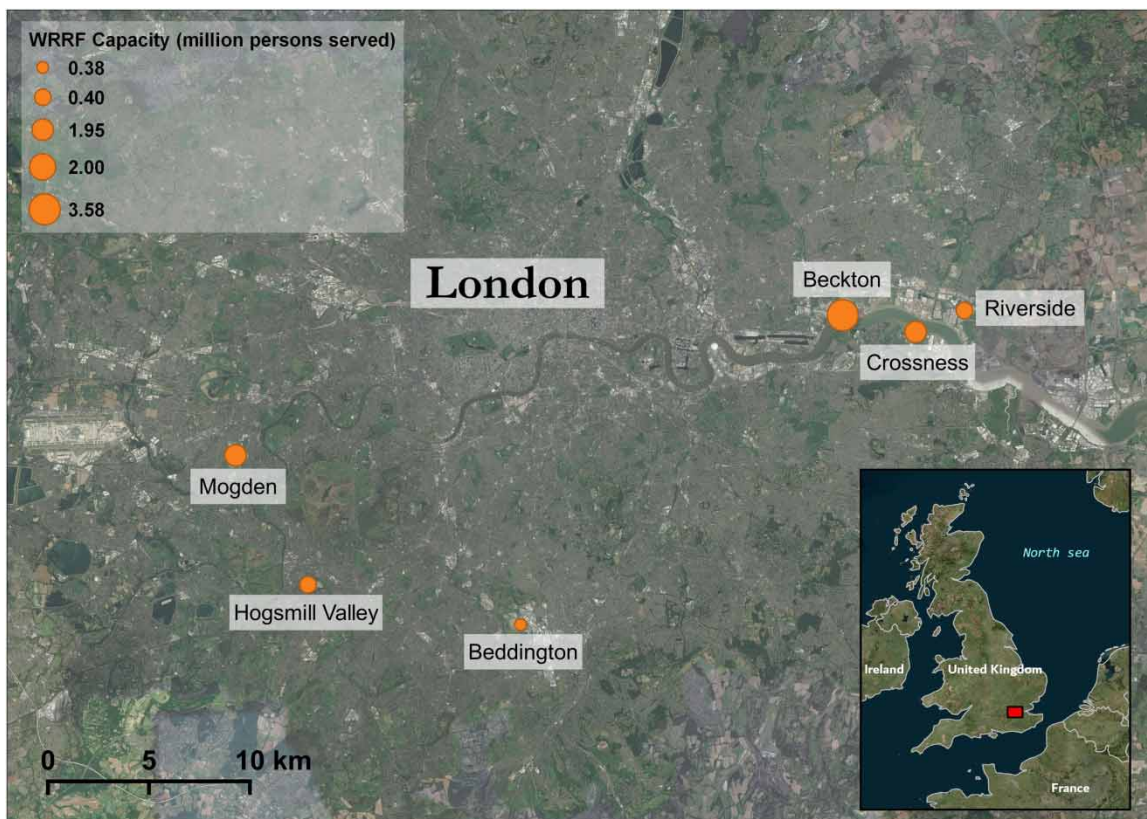 WRRF Capacity (million persons served)
0.38
0.40
1.95
2.00
3.58
London
Beckton
Riverside
Crossness
Mogden
Hogsmill Valley
Beddington
0 5 10 km
North sea
Ireland
United Kingdom
France